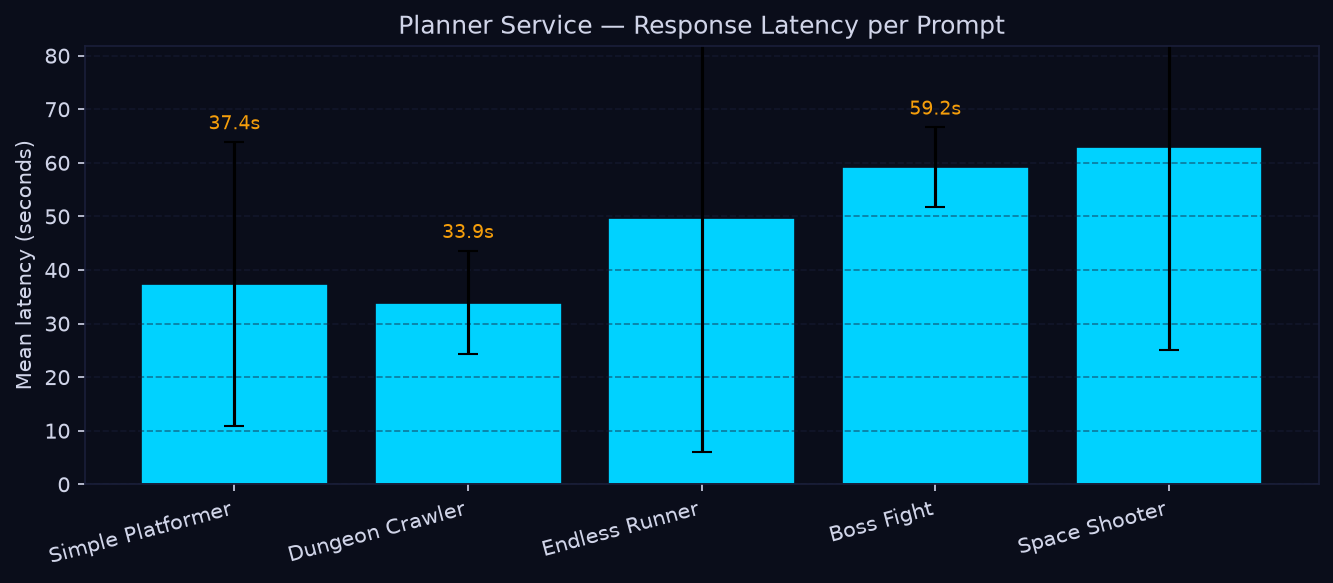 Planner Service — Response Latency per Prompt
Mean latency (seconds)
80
70
60
50
40
30
20
10
0
37.4s
33.9s
59.2s
Simple Platformer
Dungeon Crawler
Endless Runner
Boss Fight
Space Shooter